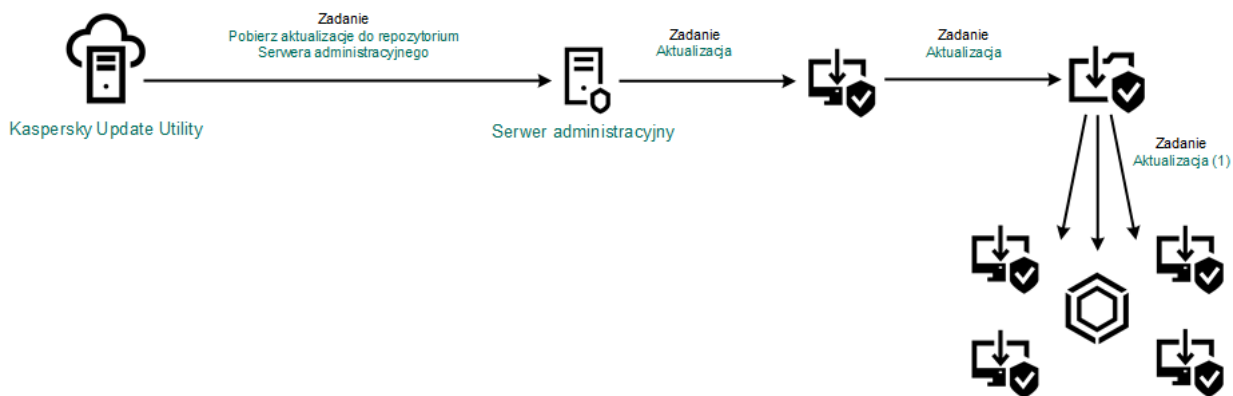 Zadanie
Pobierz aktualizacje do repozytorium
Serwera administracyjnego
Zadanie
Aktualizacja
Zadanie
Aktualizacja
Kaspersky Update Utility
Serwer administracyjny
Zadanie
Aktualizacja (1)